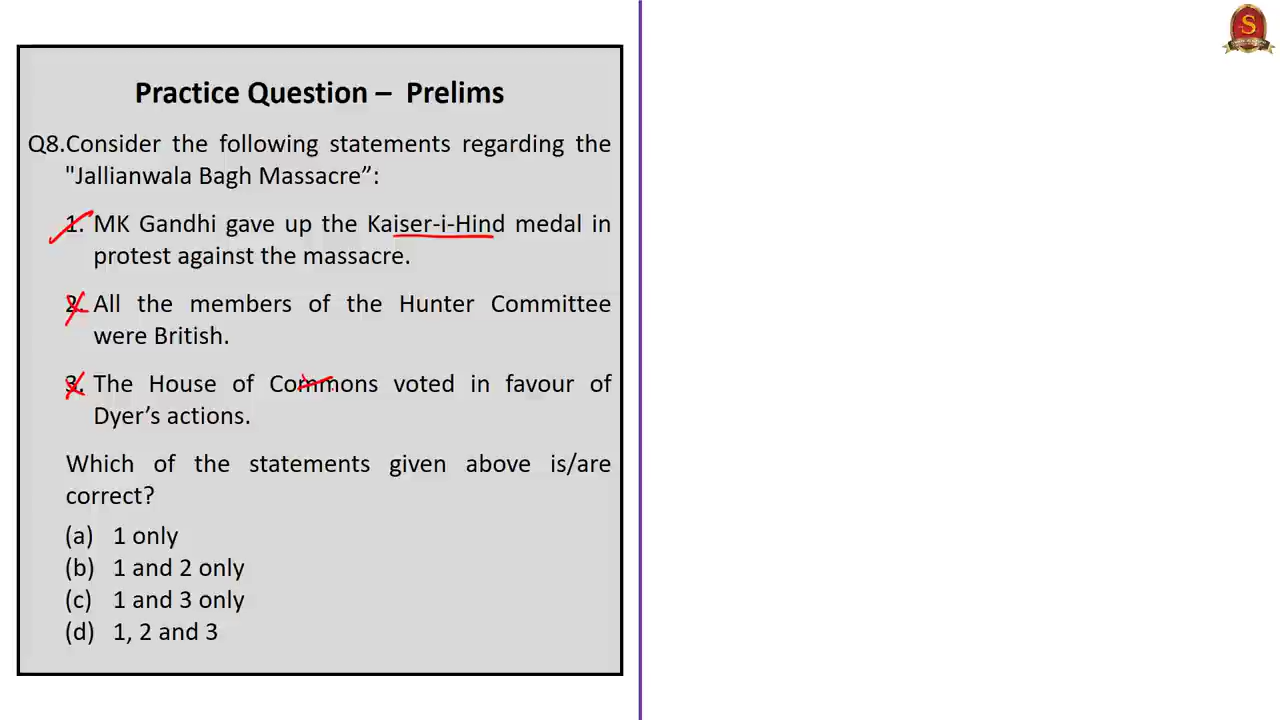 Practice Question – Prelims
Q8.Consider the following statements regarding the
"Jallianwala Bagh Massacre”:
1. MK Gandhi gave up the Kaiser-i-Hind medal in
protest against the massacre.
2. All the members of the Hunter Committee
were British.
3. The House of Commons voted in favour of
Dyer’s actions.
Which of the statements given above is/are
correct?
(a) 1 only
(b) 1 and 2 only
(c) 1 and 3 only
(d) 1, 2 and 3
S